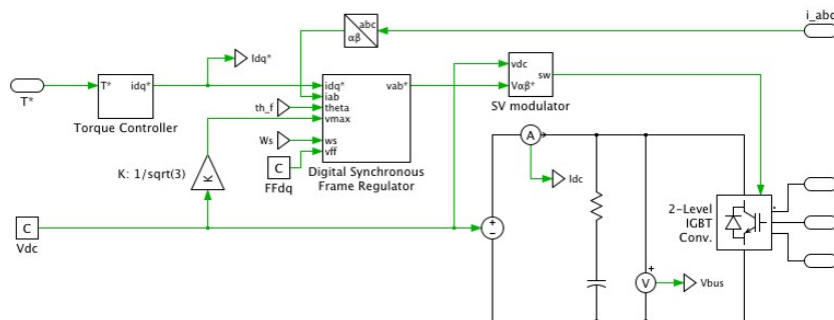 i_abc
abc
αβ
Idq*
vdc
sw
Vαβ*
SV modulator
T*
T*
idq*
Torque Controller
idq*
iab
theta
vmax
ws
vff
vab*
th_f
Ws
C
FFdq
Digital Synchronous
Frame Regulator
K: 1/sqrt(3)
K
A
Idc
2-Level
IGBT
Conv.
C
Vdc
V
Vbus